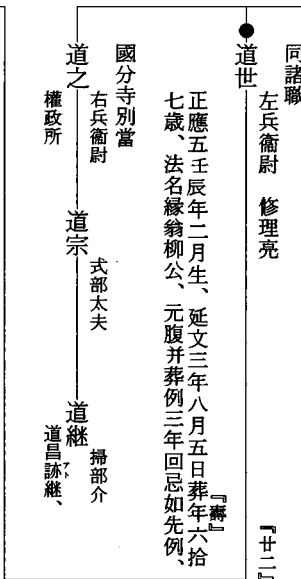 同諸職
道世
左兵衞尉　修理亮
『廿二』
正應五壬辰年二月生、延文三年八月五日葬年六拾
『壽』
七歳、法名縁翁柳公、元腹并葬例三年回忌如先例、
國分寺別當
道之
右兵衞尉
權政所
道宗
式部太夫
道継
掃部介
道昌跡継、
アト